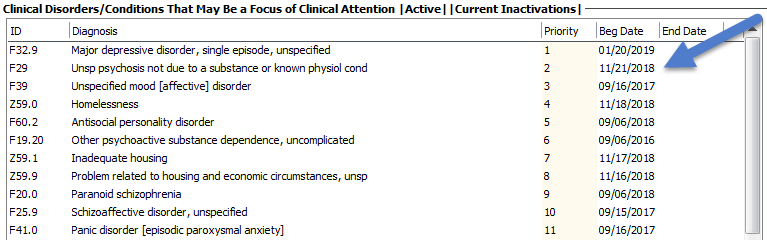 Clinical Disorders/Conditions That May Be a Focus of Clinical Attention |Active| |Current Inactivations|
ID Diagnosis Priority Beg Date End Date
F32.9 Major depressive disorder, single episode, unspecified 1 01/20/2019
F29 Unsp psychosis not due to a substance or known physiol cond 2 11/21/2018
F39 Unspecified mood [affective] disorder 3 09/16/2017
Z59.0 Homelessness 4 11/18/2018
F60.2 Antisocial personality disorder 5 09/06/2018
F19.20 Other psychoactive substance dependence, uncomplicated 6 09/06/2016
Z59.1 Inadequate housing 7 11/17/2018
Z59.9 Problem related to housing and economic circumstances, unsp 8 11/16/2018
F20.0 Paranoid schizophrenia 9 09/06/2018
F25.9 Schizoaffective disorder, unspecified 10 09/15/2017
F41.0 Panic disorder [episodic paroxysmal anxiety] 11 09/16/2017